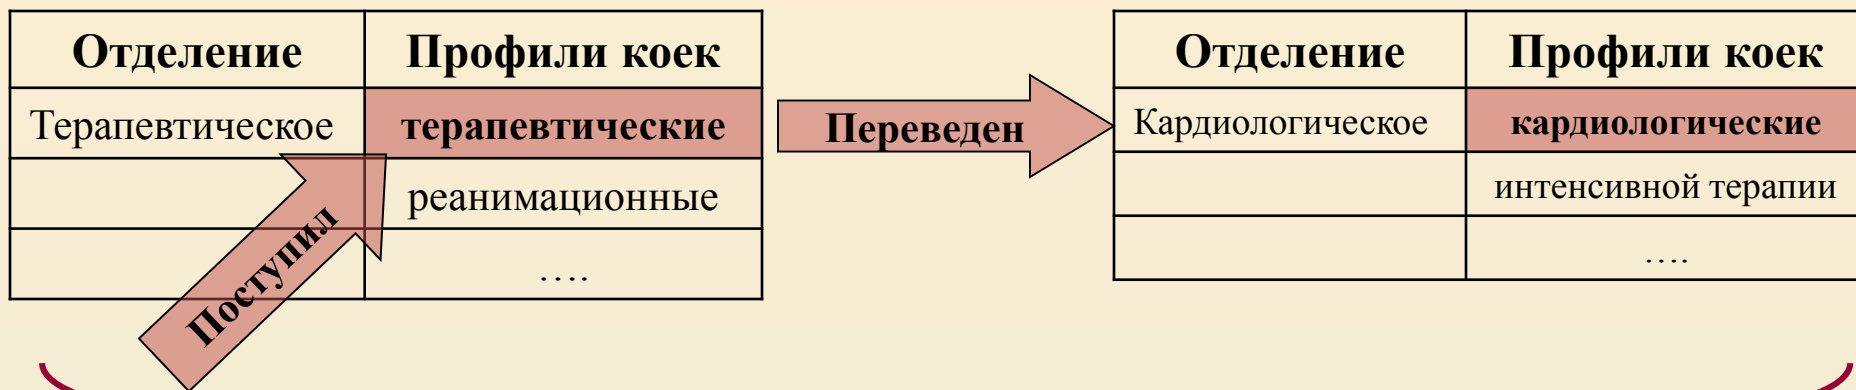 Отделение Профили коек
Терапевтическое терапевтические
реанимационные
….
Поступил
Переведен
Отделение Профили коек
Кардиологическое кардиологические
интенсивной терапии
….